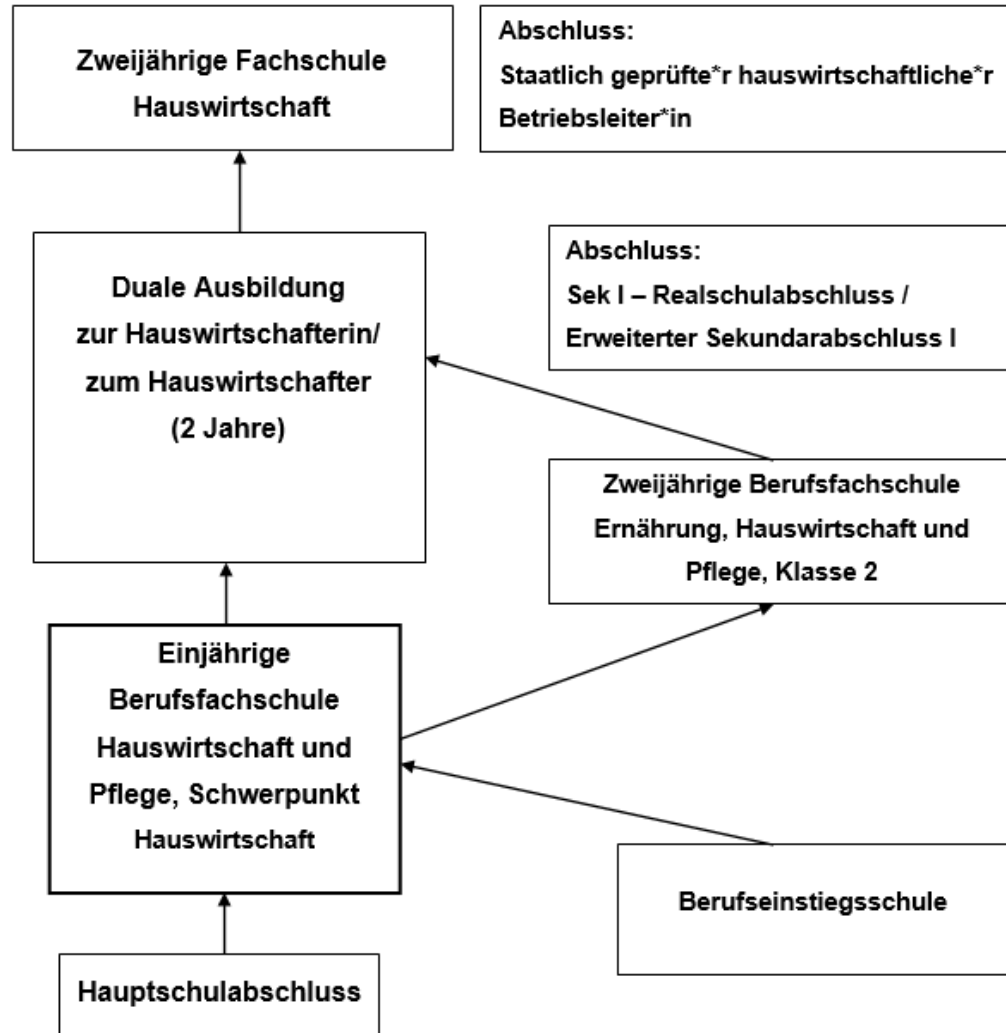 Zweijährige Fachschule
Hauswirtschaft
Abschluss:
Staatlich geprüfte*r hauswirtschaftliche*r
Betriebsleiter*in
Duale Ausbildung
zur Hauswirtschafterin/
zum Hauswirtschafter
(2 Jahre)
Abschluss:
Sek I – Realschulabschluss /
Erweiterter Sekundarabschluss I
Zweijährige Berufsfachschule
Ernährung, Hauswirtschaft und
Pflege, Klasse 2
Einjährige
Berufsfachschule
Hauswirtschaft und
Pflege, Schwerpunkt
Hauswirtschaft
Berufseinstiegsschule
Hauptschulabschluss